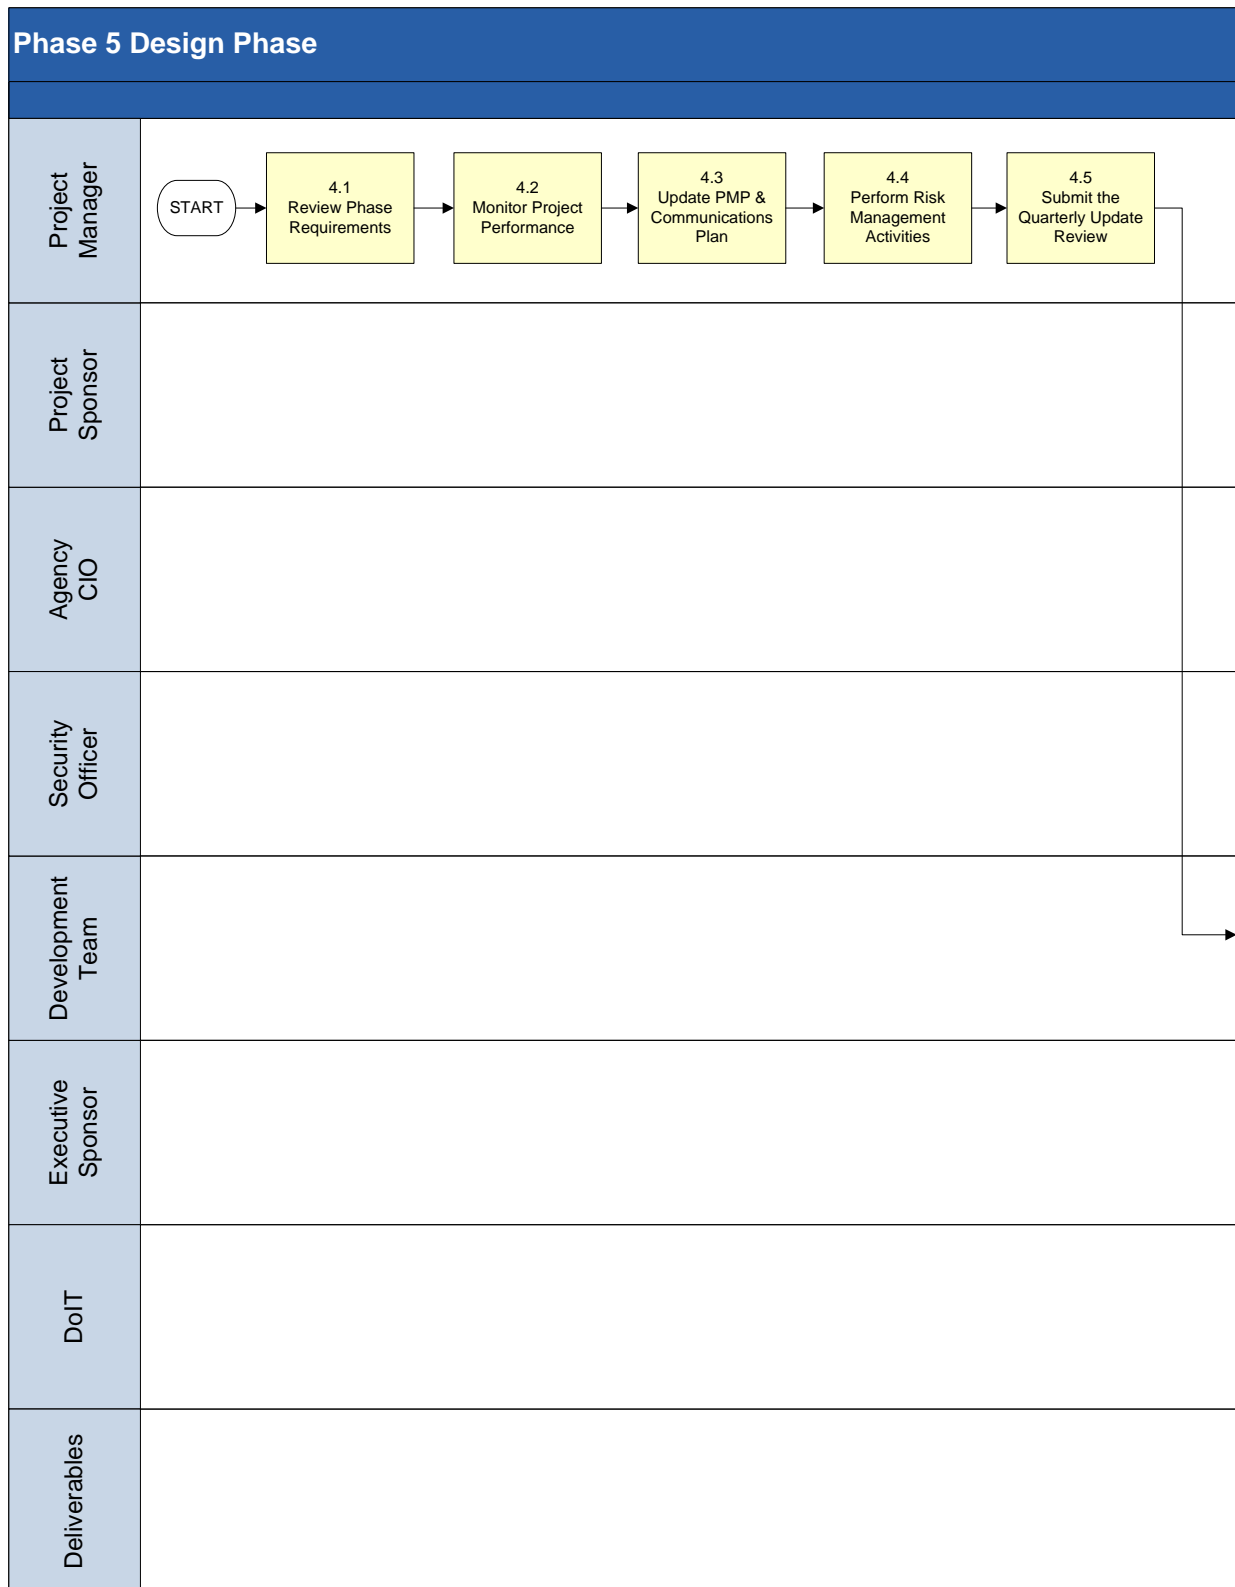 Phase 5 Design Phase
Project
Manager
START
4.1
Review Phase
Requirements
4.2
Monitor Project
Performance
4.3
Update PMP &
Communications
Plan
4.4
Perform Risk
Management
Activities
4.5
Submit the
Quarterly Update
Review
Project
Sponsor
Agency
CIO
Security
Officer
Development
Team
Executive
Sponsor
DoIT
Deliverables